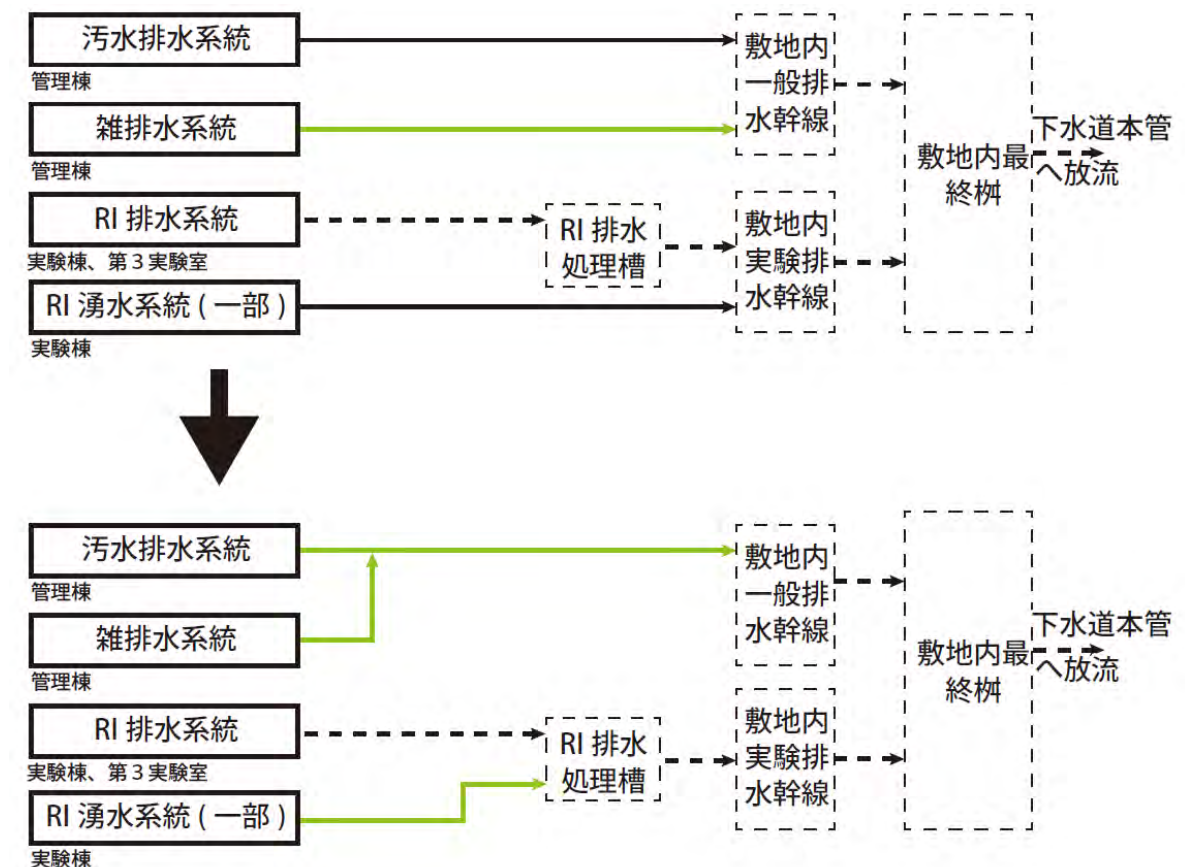 汚水排水系統
管理棟
雑排水系統
管理棟
RI 排水系統
実験棟、第３実験室
RI 湧水系統 ( 一部 )
実験棟
RI 排水
処理槽
敷地内
一般排
水幹線
敷地内
実験排
水幹線
敷地内最
終桝
下水道本管
へ放流
汚水排水系統
管理棟
雑排水系統
管理棟
RI 排水系統
実験棟、第３実験室
RI 湧水系統 ( 一部 )
実験棟
RI 排水
処理槽
敷地内
一般排
水幹線
敷地内
実験排
水幹線
敷地内最
終桝
下水道本管
へ放流